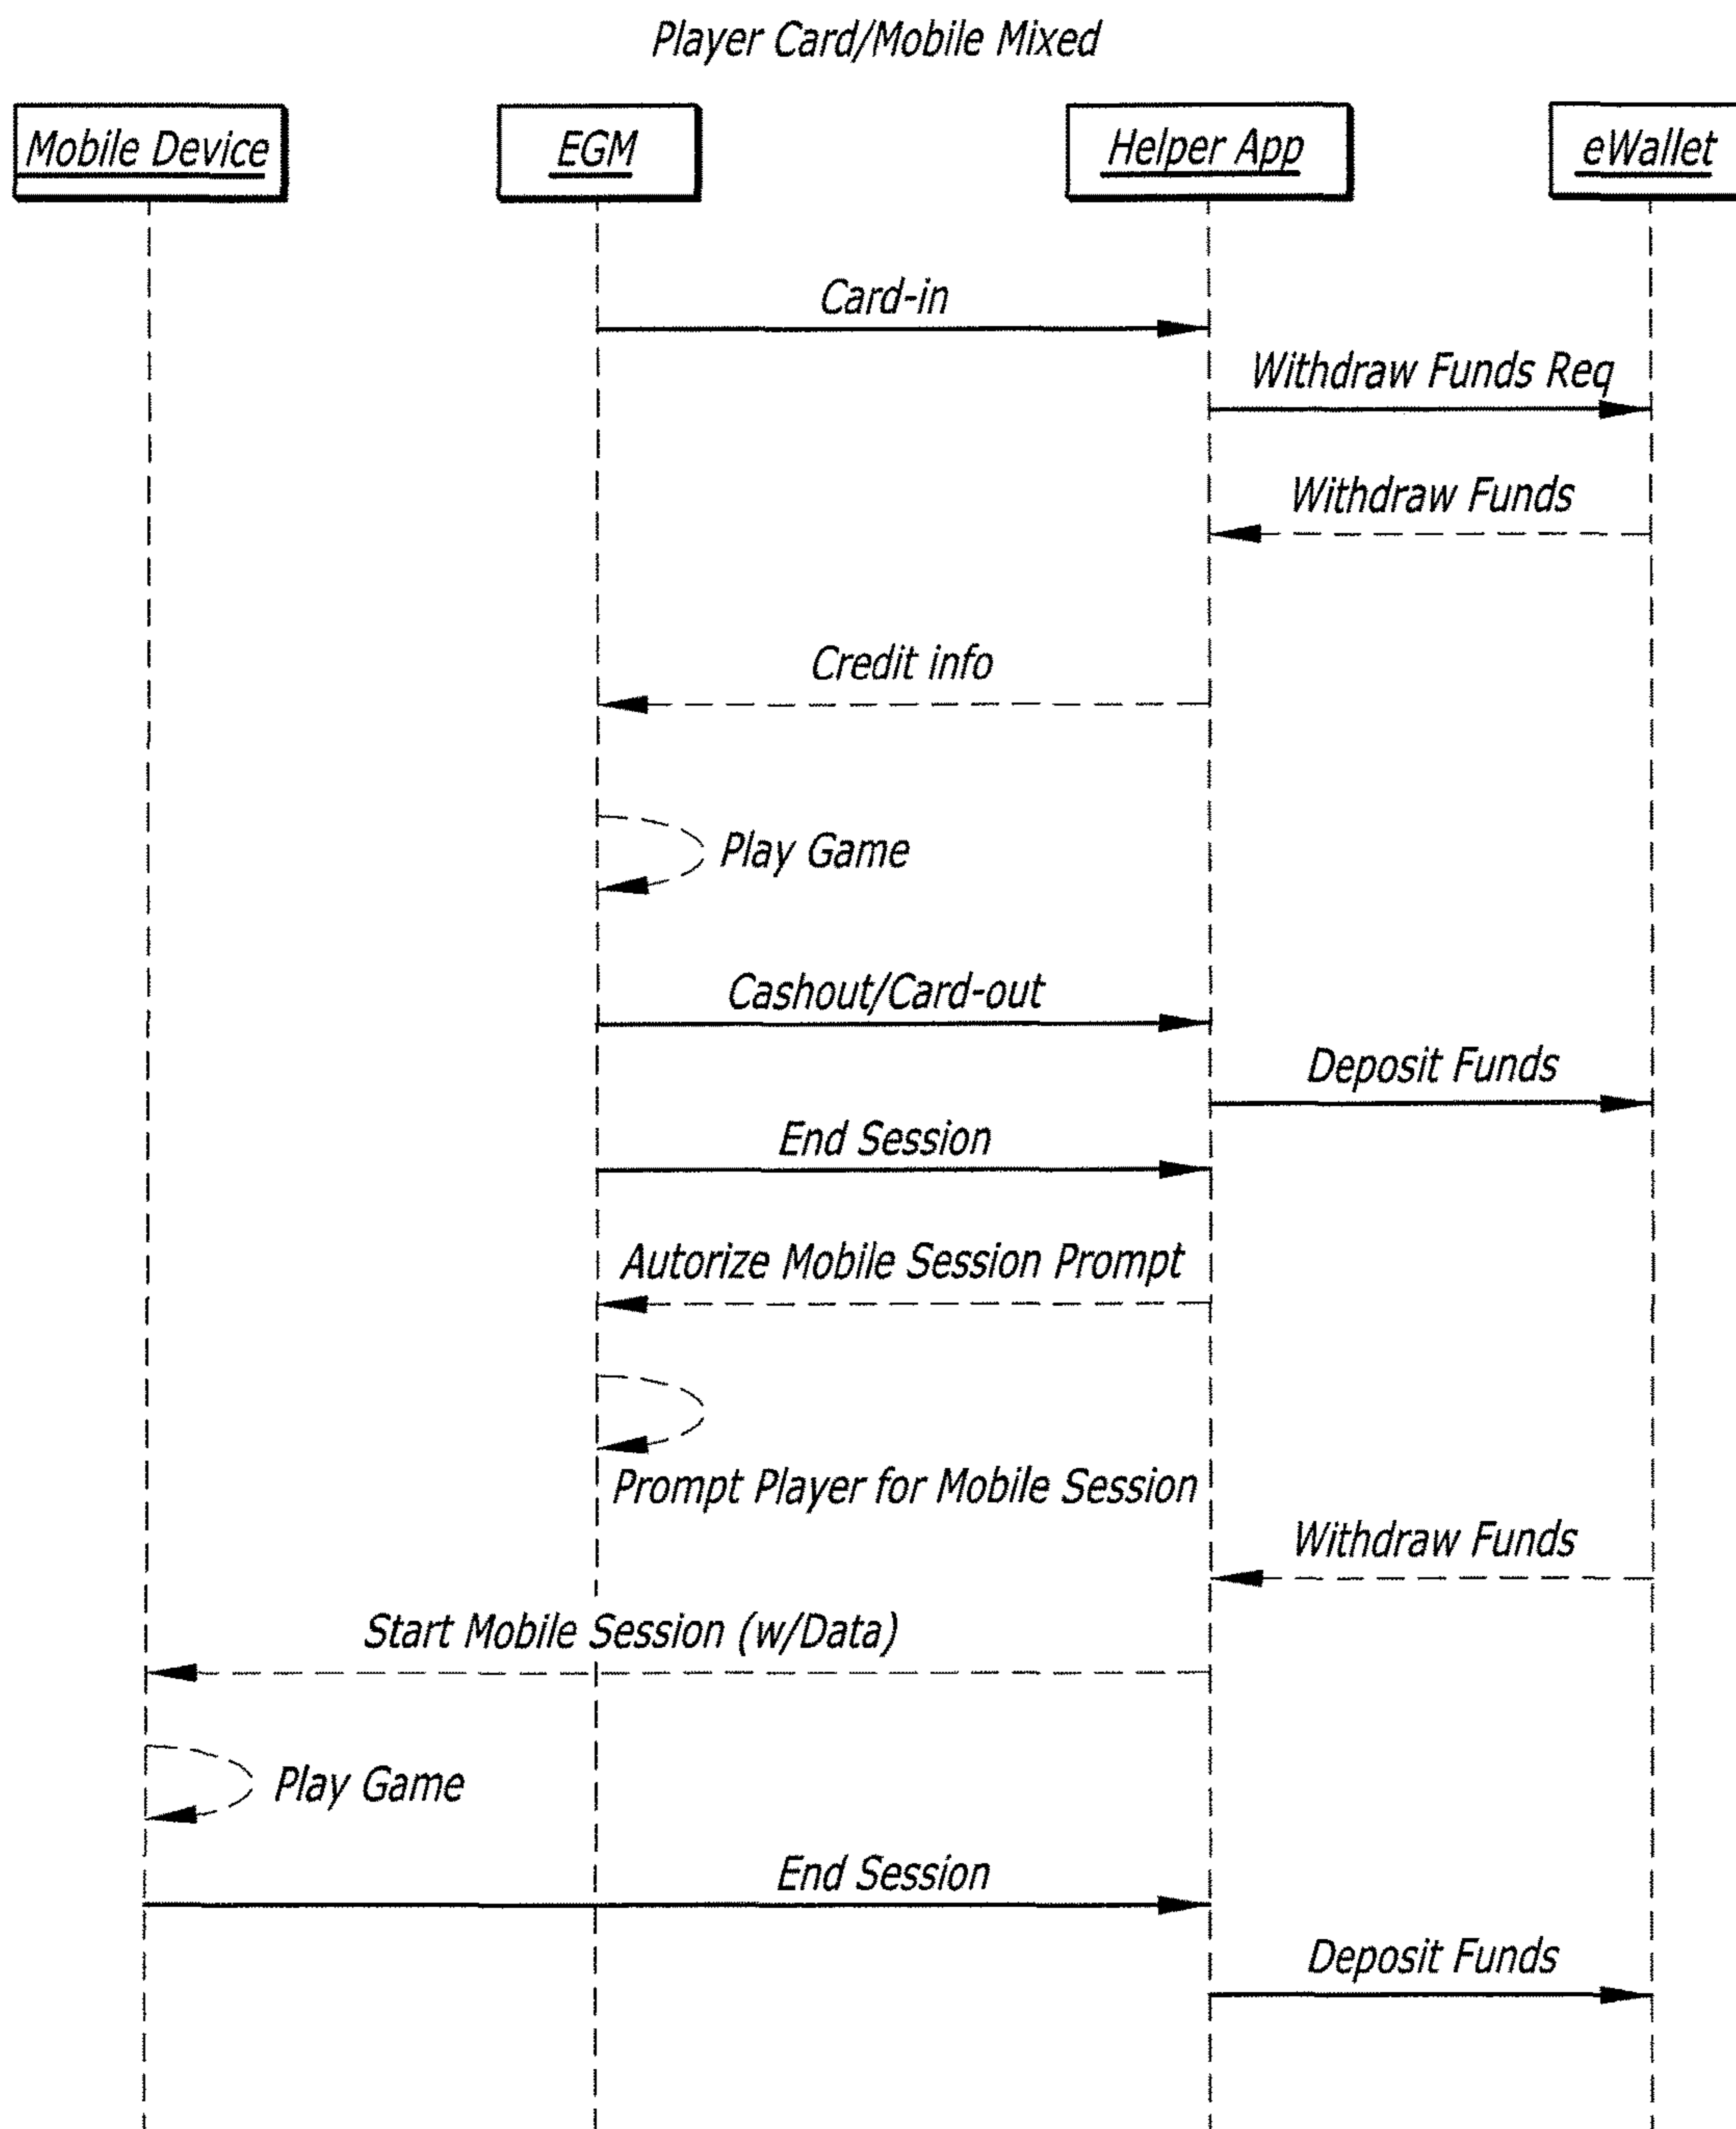 Player Card/Mobile Mixed
Mobile Device
EGM
Helper App
eWallet
Card-in
Withdraw Funds Req
Withdraw Funds
Credit info
Play Game
Cashout/Card-out
Deposit Funds
End Session
Autorize Mobile Session Prompt
Prompt Player for Mobile Session
Withdraw Funds
Start Mobile Session (w/Data)
Play Game
End Session
Deposit Funds